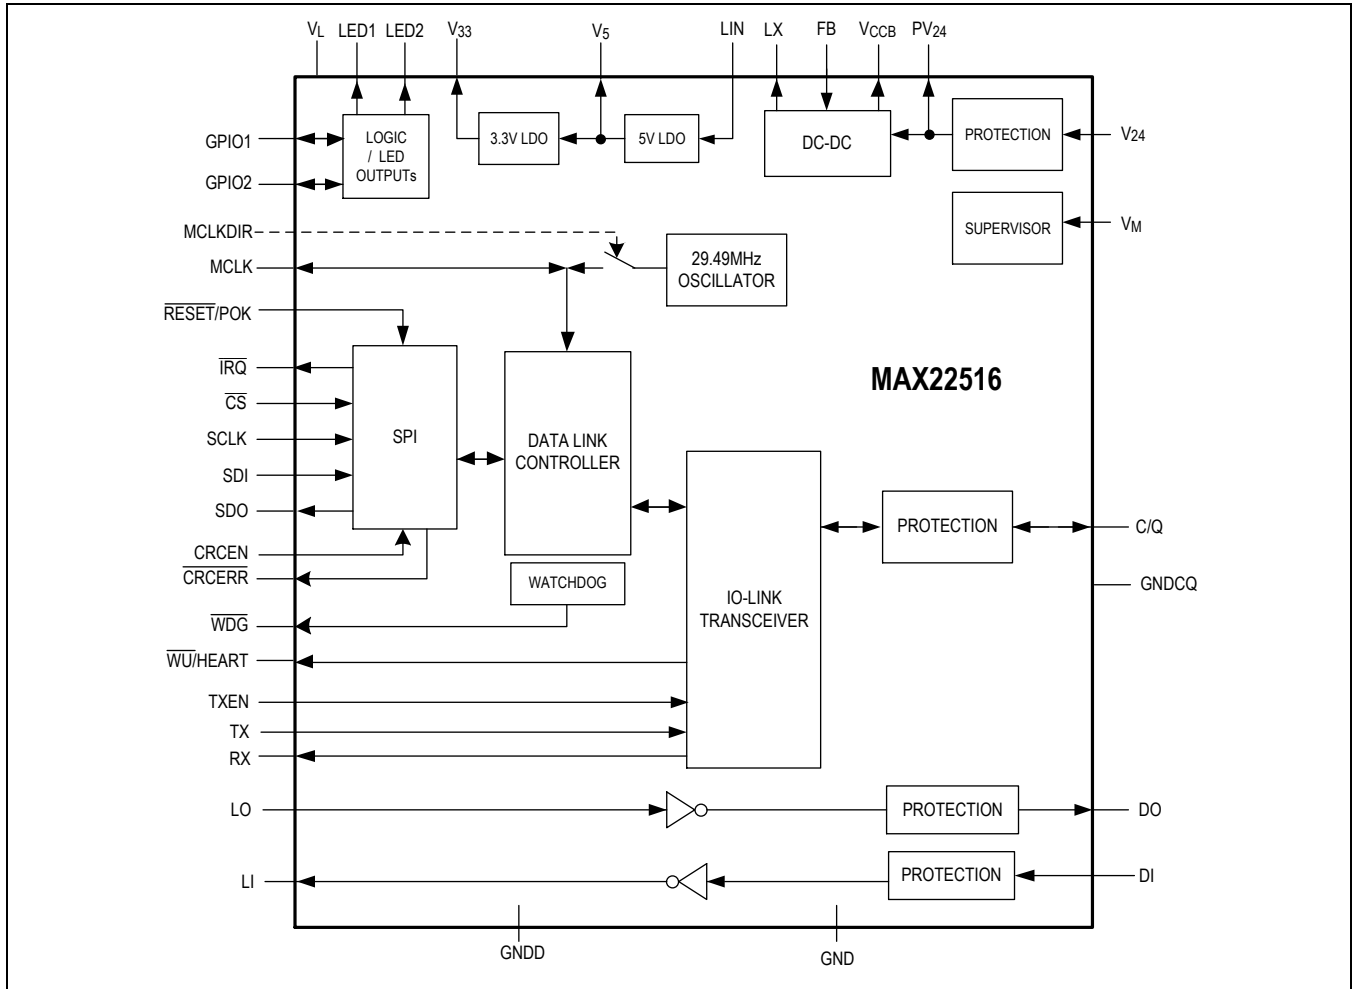 VL LED1 LED2 V33 V5 LIN LX FB VCCB PV24
GPIO1
GPIO2
LOGIC
/ LED
OUTPUTs
3.3V LDO
5V LDO
DC-DC
PROTECTION
V24
SUPERVISOR
VM
MCLKDIR
MCLK
29.49MHz
OSCILLATOR
RESET/POK
IRQ
CS
SCLK
SDI
SDO
CRCEN
CRCERR
WDG
WU/HEART
TXEN
TX
RX
SPI
DATA LINK
CONTROLLER
WATCHDOG
MAX22516
IO-LINK
TRANSCEIVER
PROTECTION
C/Q
GNDCQ
LO
PROTECTION
DO
LI
PROTECTION
DI
GNDD
GND